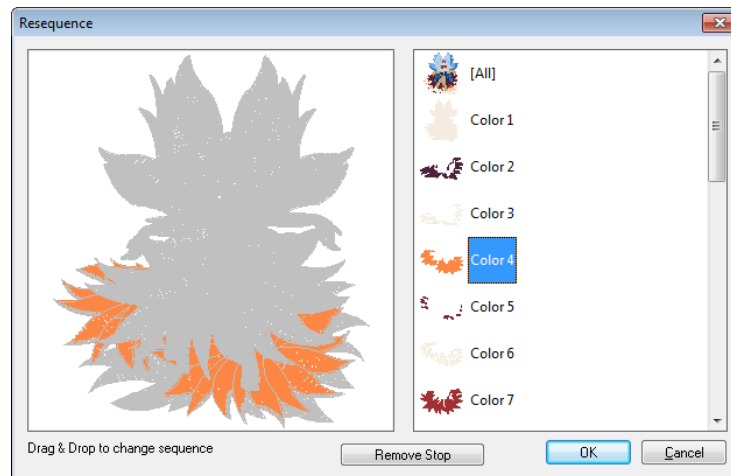 Resequence
[All]
Color 1
Color 2
Color 3
Color 4
Color 5
Color 6
Color 7
Drag & Drop to change sequence
Remove Stop
OK
Cancel